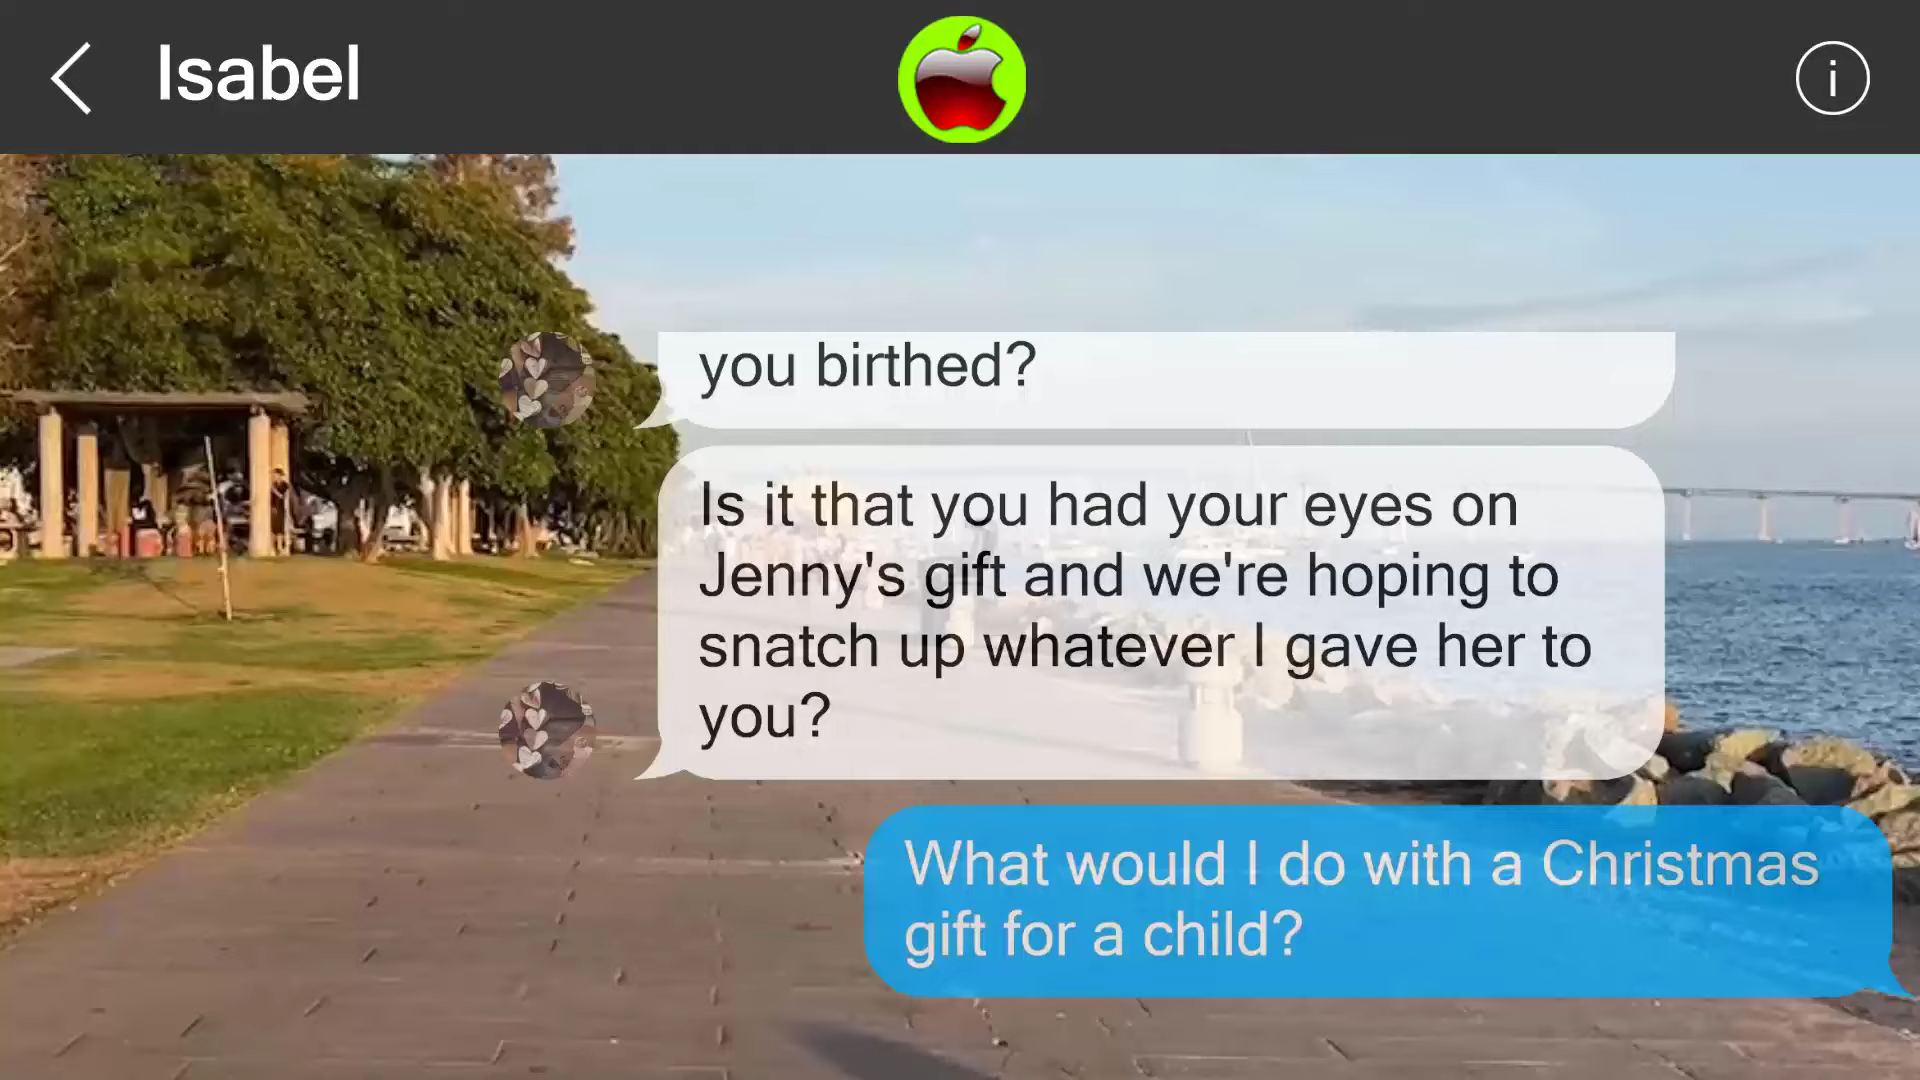 Isabel
i
you birthed?
Is it that you had your eyes on
Jenny's gift and we're hoping to
snatch up whatever I gave her to
you?
What would I do with a Christmas
gift for a child?